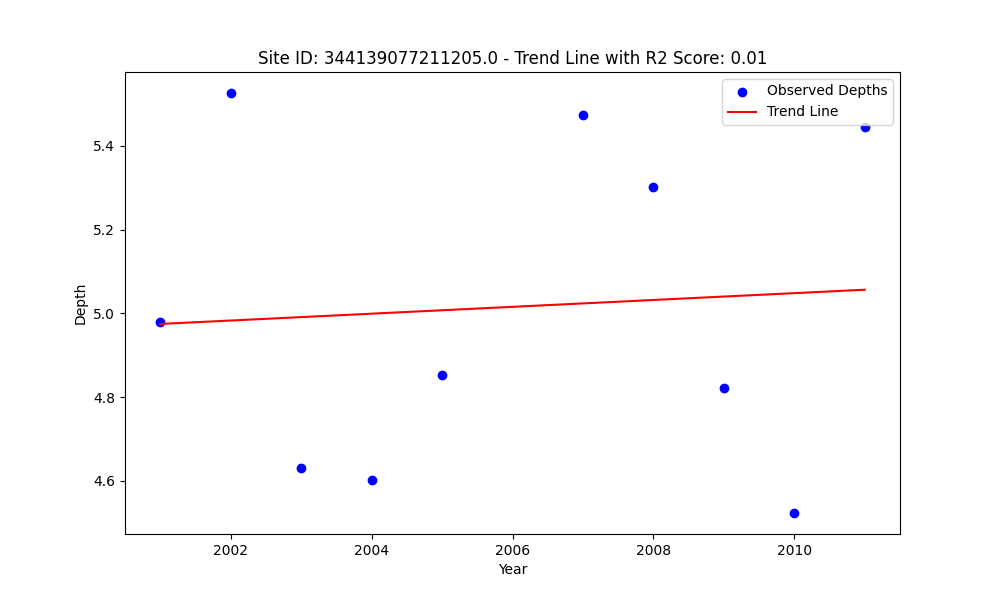 Site ID: 344139077211205.0 - Trend Line with R2 Score: 0.01
Observed Depths
Trend Line
5.4
5.2
5.0
4.8
4.6
Depth
2002 2004 2006 2008 2010
Year